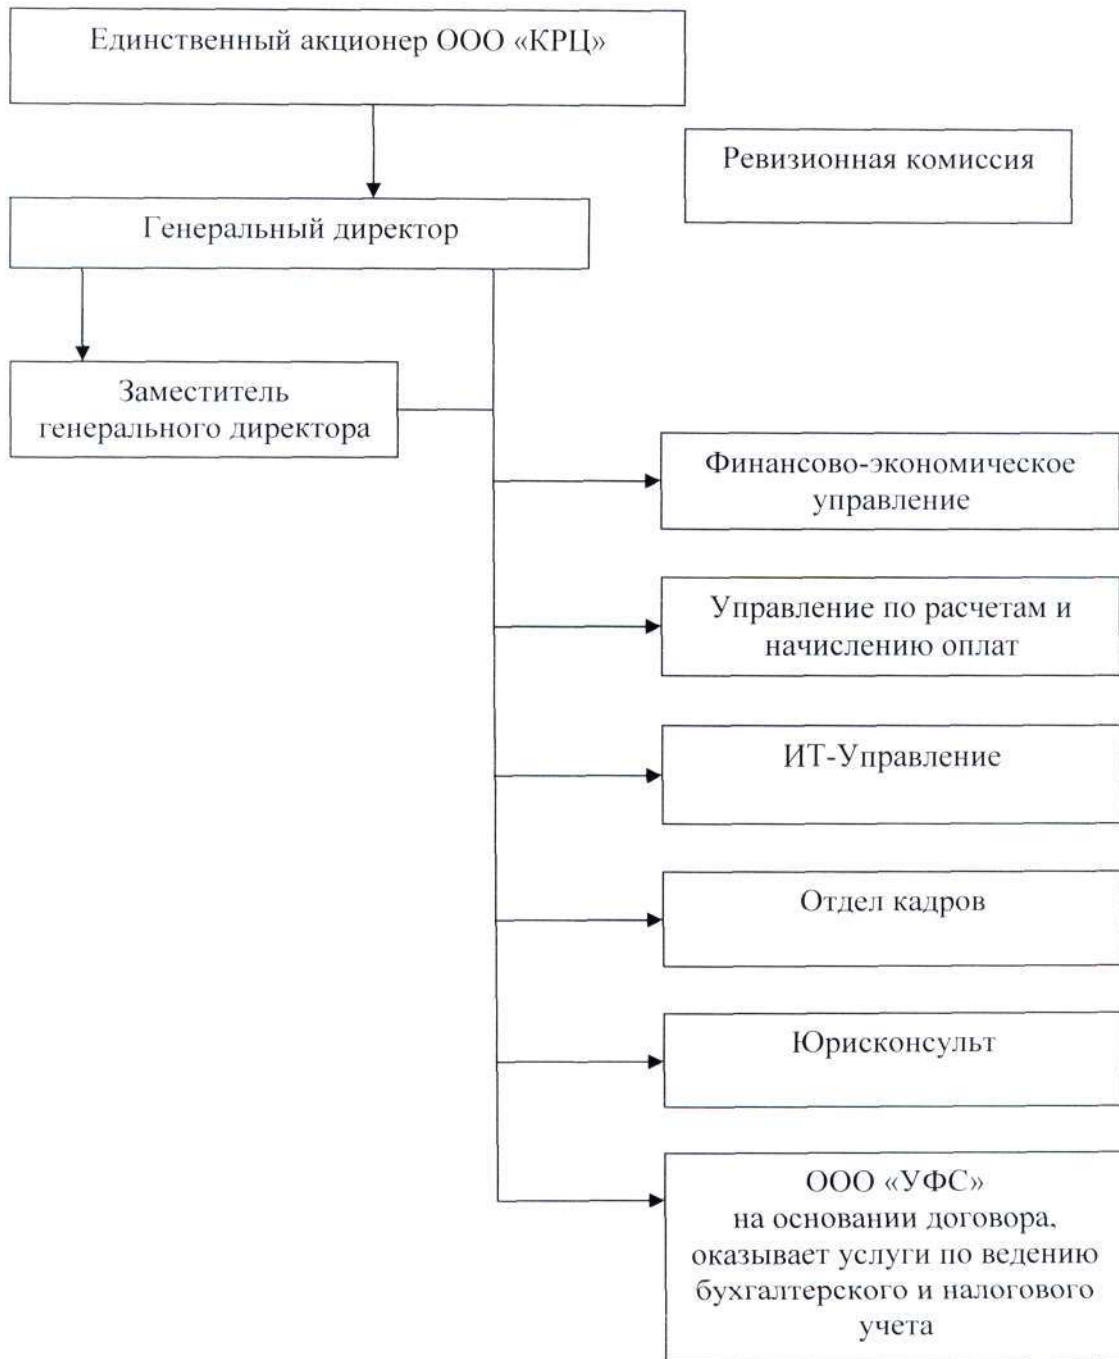 Единственный акционер ООО «КРЦ»
Ревизионная комиссия
Генеральный директор
Заместитель
генерального директора
Финансово-экономическое
управление
Управление по расчетам и
начислению оплат
ИТ-Управление
Отдел кадров
Юрисконсульт
ООО «УФС»
на основании договора,
оказывает услуги по ведению
бухгалтерского и налогового
учета